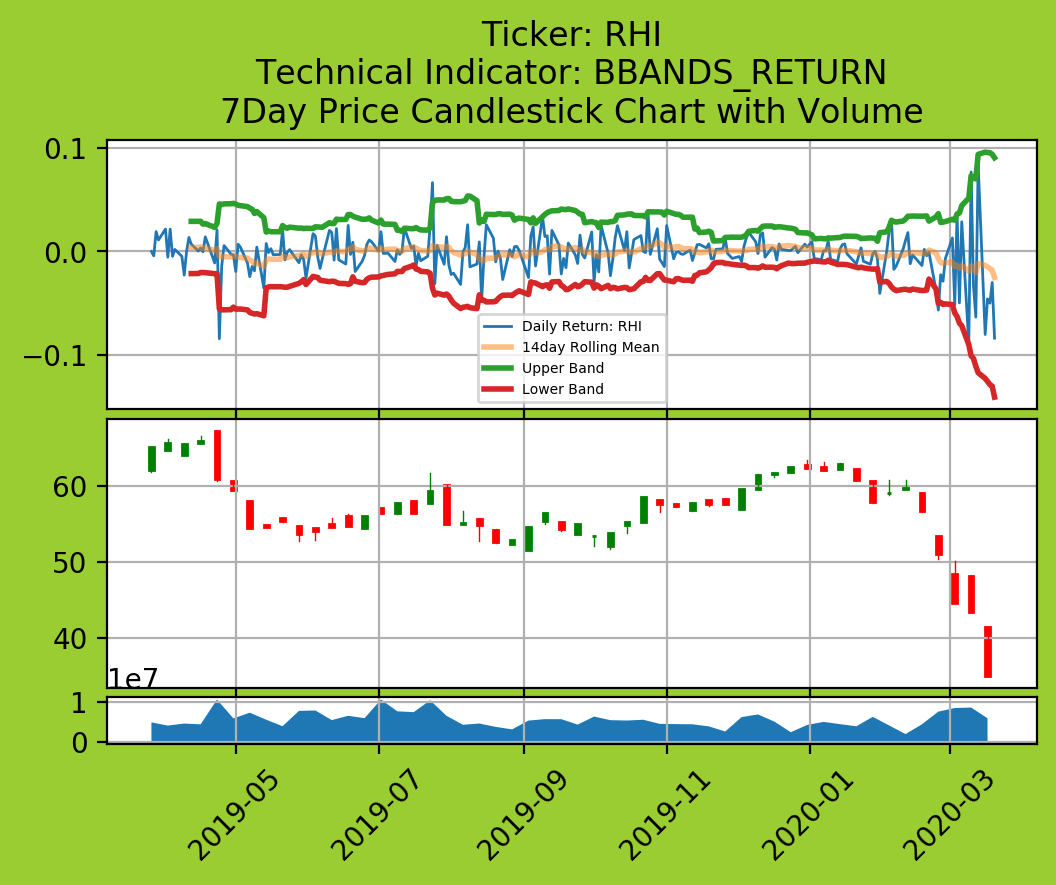 Ticker: RHI
Technical Indicator: BBANDS_RETURN
7Day Price Candlestick Chart with Volume
0.1
0.0
−0.1
Daily Return: RHI
14day Rolling Mean
Upper Band
Lower Band
60
50
40
1e7
1
0
2019-05
2019-07
2019-09
2019-11
2020-01
2020-03